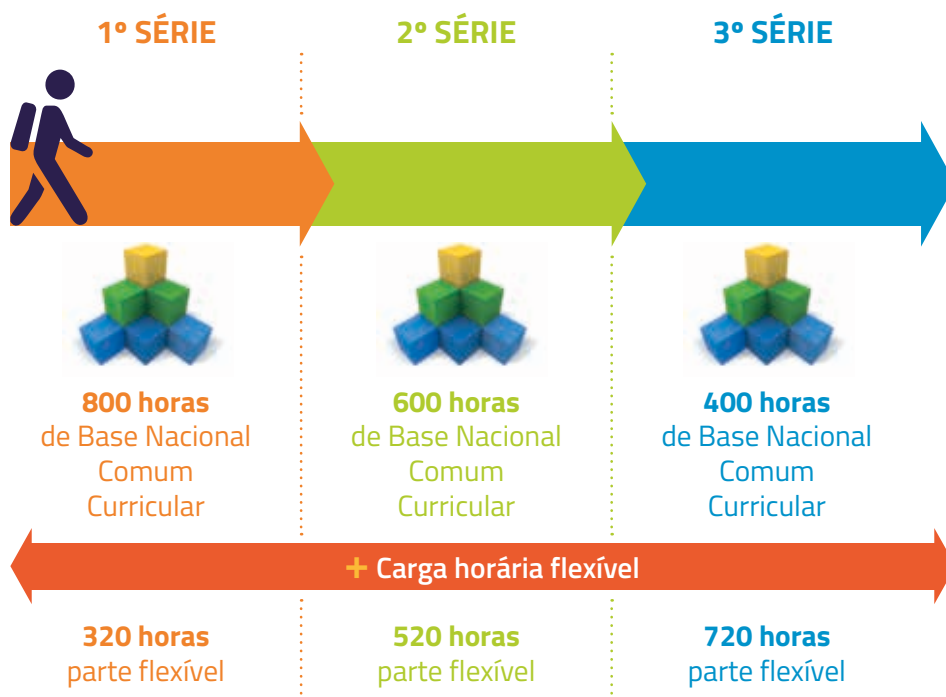 1º SÉRIE
2º SÉRIE
3º SÉRIE
800 horas
de Base Nacional
Comum
Curricular
600 horas
de Base Nacional
Comum
Curricular
400 horas
de Base Nacional
Comum
Curricular
+ Carga horária flexível
320 horas
parte flexível
520 horas
parte flexível
720 horas
parte flexível